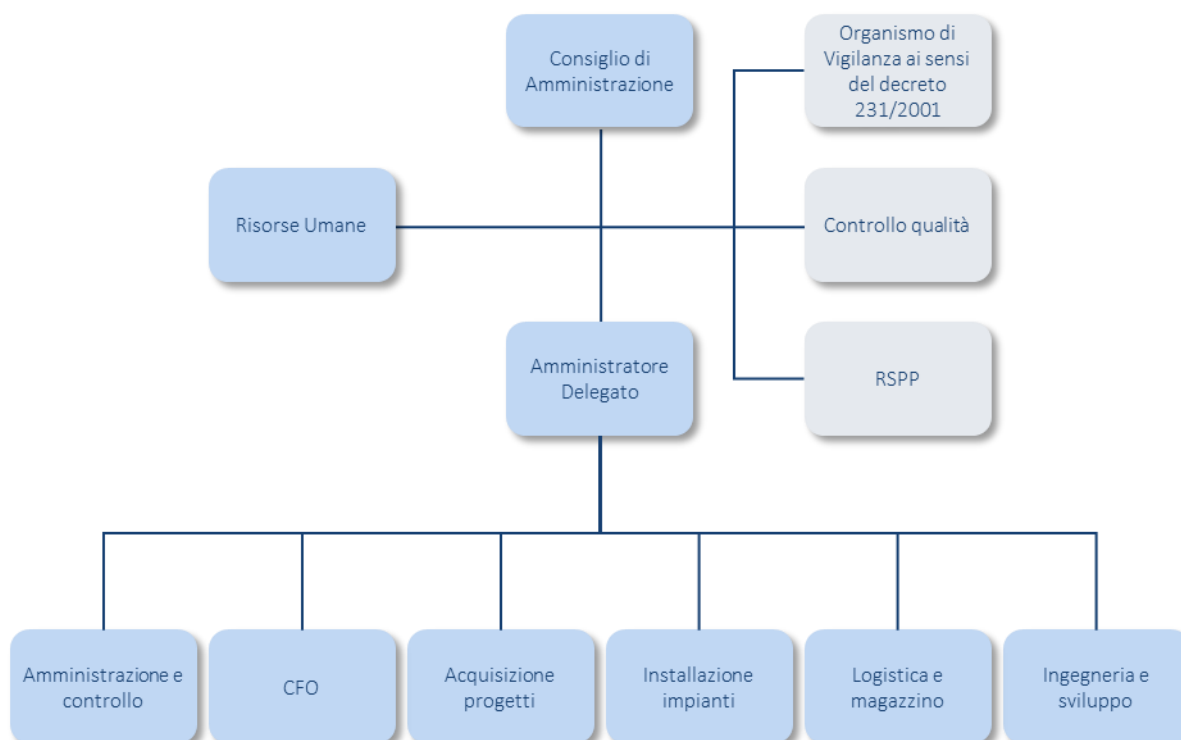 Consiglio di
Amministrazione
Organismo di
Vigilanza ai sensi
del decreto
231/2001
Risorse Umane
Controllo qualità
Amministratore
Delegato
RSPP
Amministrazione e
controllo
CFO
Acquisizione
progetti
Installazione
impianti
Logistica e
magazzino
Ingegneria e
sviluppo